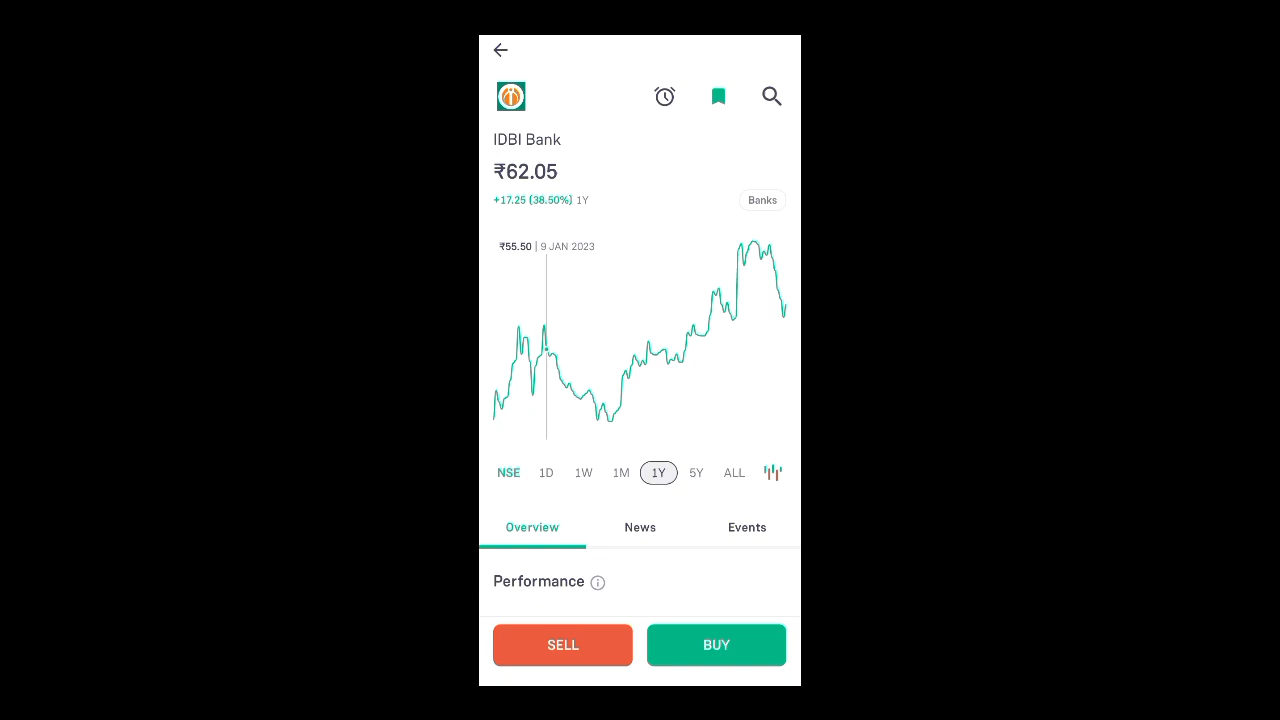 IDBI Bank
₹62.05
+17.25 (38.50%) 1Y
Banks
₹55.50 | 9 JAN 2023
NSE 1D 1W 1M 1Y 5Y ALL
Overview News Events
Performance
SELL BUY